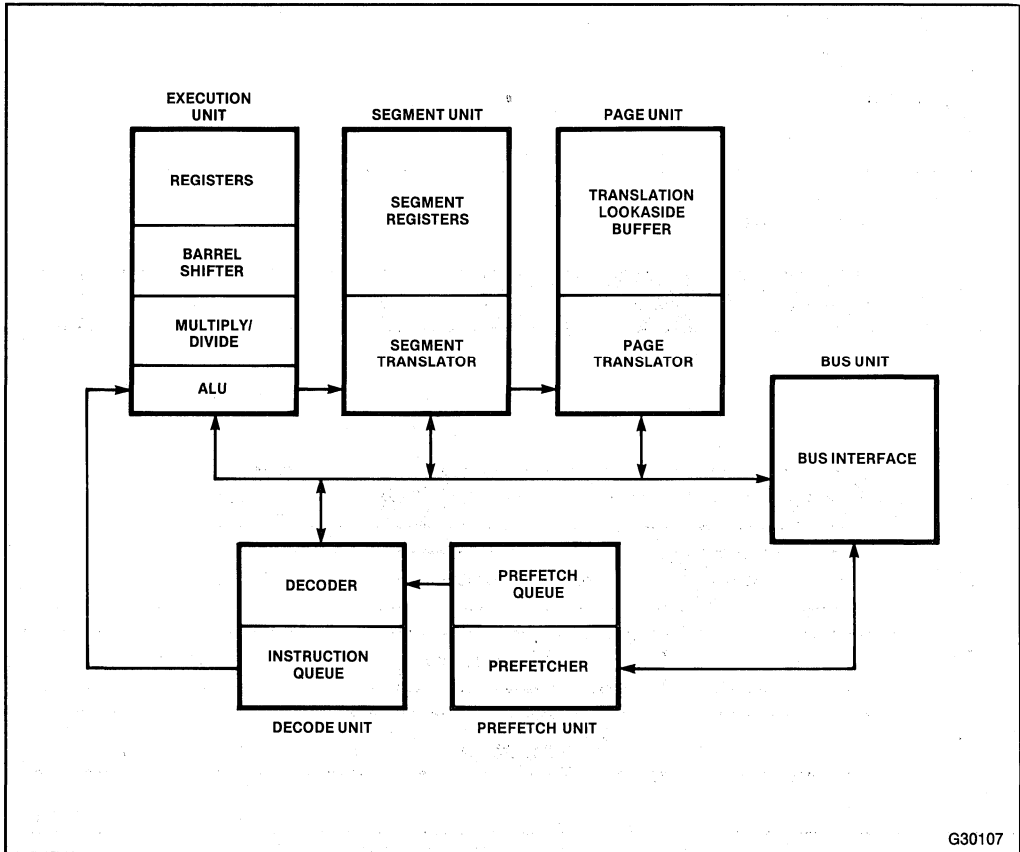 EXECUTION
UNIT
SEGMENT UNIT
PAGE UNIT
REGISTERS
BARREL
SHIFTER
MULTIPLY/
DIVIDE
ALU
SEGMENT
REGISTERS
SEGMENT
TRANSLATOR
TRANSLATION
LOOKASIDE
BUFFER
PAGE
TRANSLATOR
BUS UNIT
BUS INTERFACE
DECODER
INSTRUCTION
QUEUE
DECODE UNIT
PREFETCH
QUEUE
PREFETCHER
PREFETCH UNIT
G30107